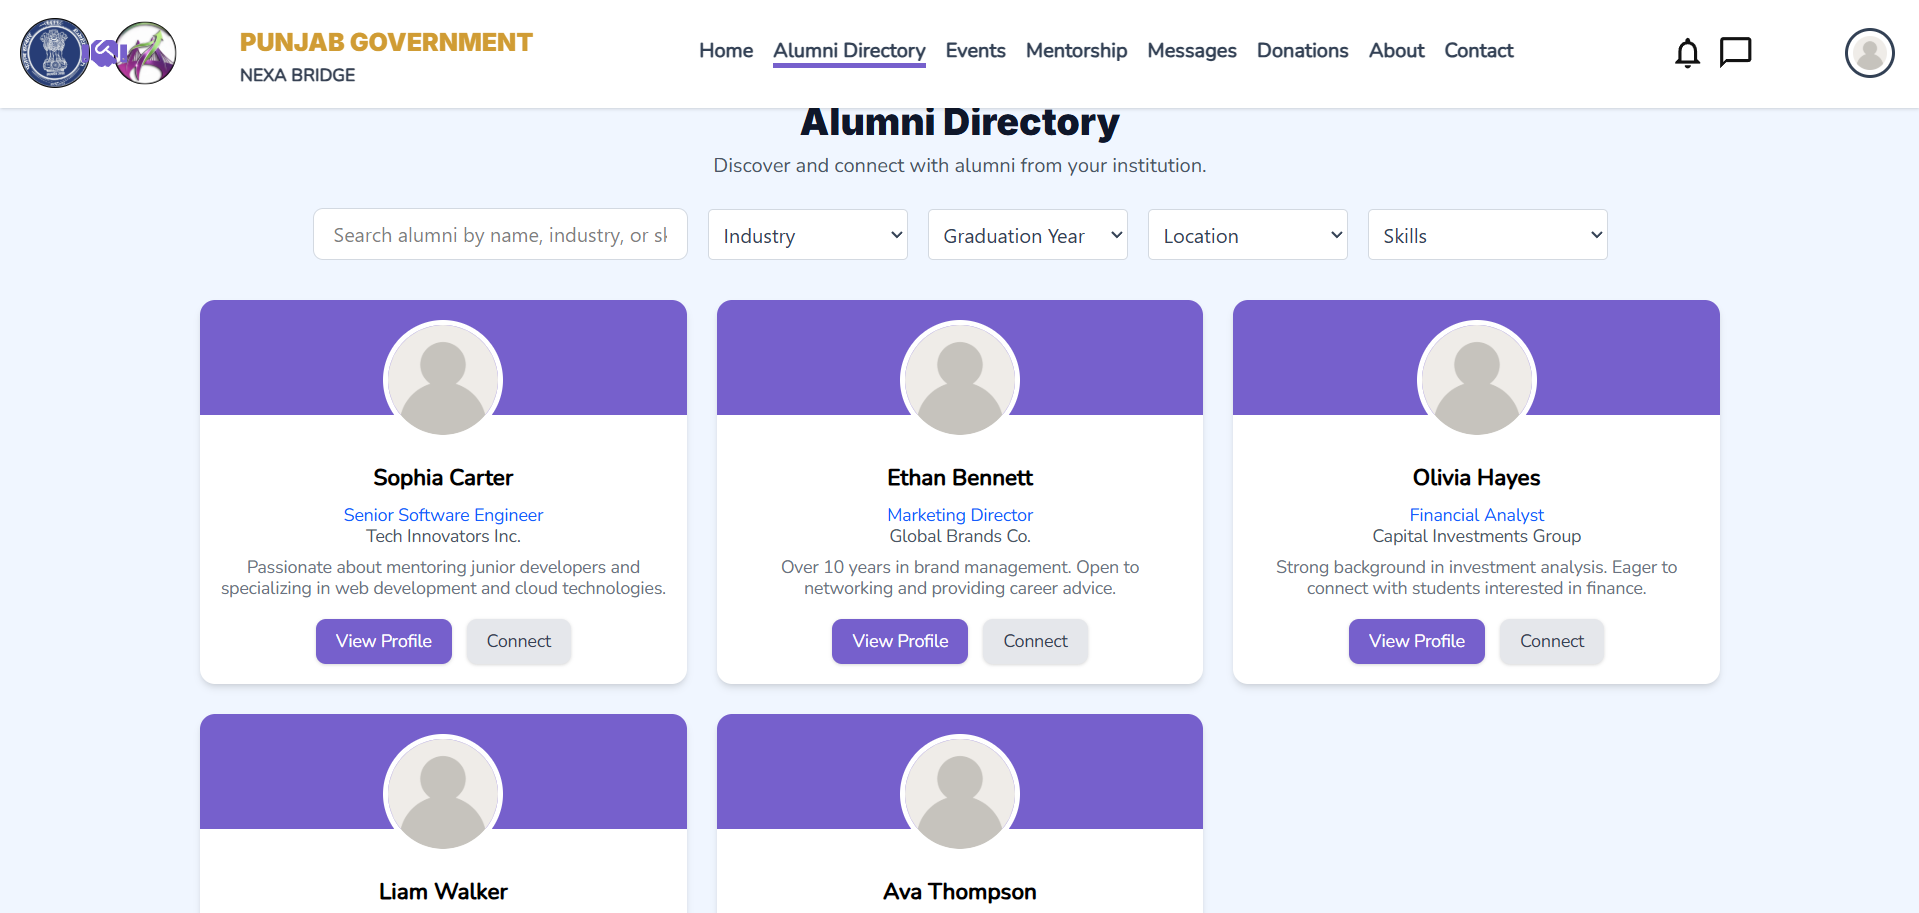 PUNJAB GOVERNMENT
NEXA BRIDGE
Home Alumni Directory Events Mentorship Messages Donations About Contact
Alumni Directory
Discover and connect with alumni from your institution.
Search alumni by name, industry, or sk
Industry Graduation Year Location Skills
Sophia Carter
Senior Software Engineer
Tech Innovators Inc.
Passionate about mentoring junior developers and
specializing in web development and cloud technologies.
View Profile Connect
Ethan Bennett
Marketing Director
Global Brands Co.
Over 10 years in brand management. Open to
networking and providing career advice.
View Profile Connect
Olivia Hayes
Financial Analyst
Capital Investments Group
Strong background in investment analysis. Eager to
connect with students interested in finance.
View Profile Connect
Liam Walker
Ava Thompson